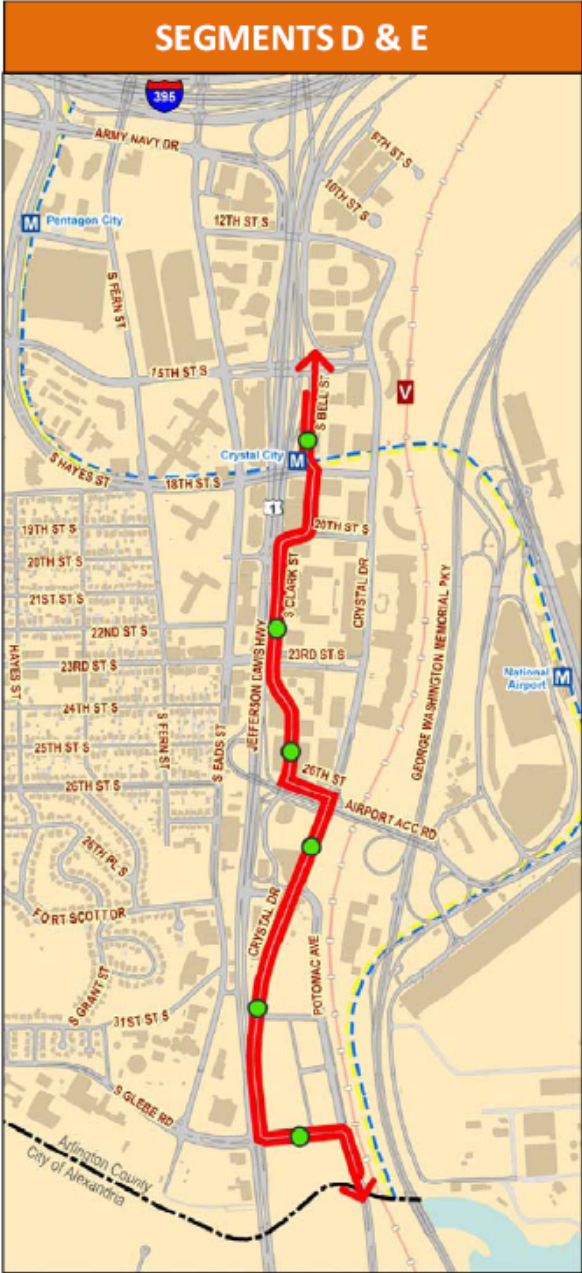 SEGMENTS D & E
395
ARMY NAVY DR
6TH ST S
10TH ST S
M Pentagon City
12TH ST S
S FERN ST
15TH ST S
S BELL ST
V
Crystal City M
S HAYES ST
18TH ST S
1
19TH ST S
20TH ST S
20TH ST S
21ST ST S
S CLARK ST
CRYSTAL DR
22ND ST S
23RD ST S
23RD ST S
HAYES ST
JEFFERSON DAVIS HWY
GEORGE WASHINGTON MEMORIAL PKY
National
Airport M
24TH ST S
S FERN ST
S EADS ST
25TH ST S
26TH ST
26TH ST S
AIRPORT ACC RD
26TH PL S
CRYSTAL DR
FORT SCOTT DR
POTOMAC AVE
S GRANT ST
31ST ST S
S GLEBE RD
Arlington County
City of Alexandria